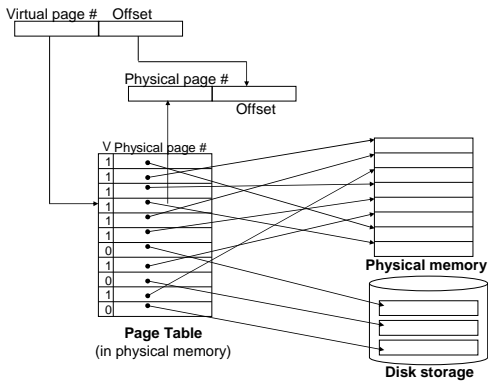 Virtual page # Offset
Physical page #
Offset
V Physical page #
1
1
1
1
1
1
0
1
0
1
0
Physical memory
Page Table
(in physical memory)
Disk storage